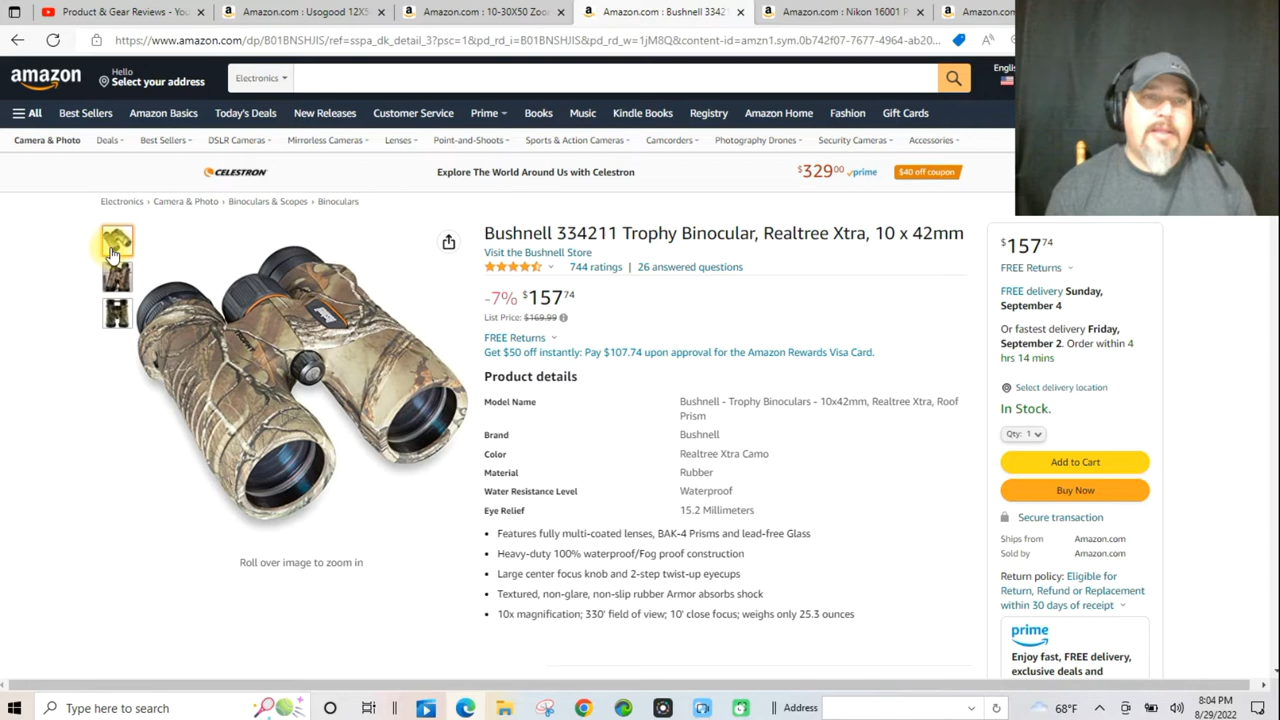 Product & Gear Reviews - You
Amazon.com : Usogood 12X5
Amazon.com : 10-30X50 Zoo
Amazon.com : Bushnell 33421
Amazon.com : Nikon 16001 P
Amazon.com
https://www.amazon.com/dp/B01BNSHJIS/ref=sspa_dk_detail_3?psc=1&pd_rd_i=B01BNSHJIS&pd_rd_w=1jM8Q&content-id=amzn1.sym.0b742f07-7677-4964-ab20...
amazon
Hello
Select your address
Electronics
Engli
All Best Sellers Amazon Basics Today's Deals New Releases Customer Service Prime Books Music Kindle Books Registry Amazon Home Fashion Gift Cards
Camera & Photo Deals Best Sellers DSLR Cameras Mirrorless Cameras Lenses Point-and-Shoots Sports & Action Cameras Camcorders Photography Drones Security Cameras Accessories
CELESTRON Explore The World Around Us with Celestron $329.00 prime $40 off coupon
Electronics › Camera & Photo › Binoculars & Scopes › Binoculars
Bushnell 334211 Trophy Binocular, Realtree Xtra, 10 x 42mm
Visit the Bushnell Store
744 ratings | 26 answered questions
-7% $157.74
List Price: $169.99
FREE Returns
Get $50 off instantly: Pay $107.74 upon approval for the Amazon Rewards Visa Card.
Product details
Model Name Bushnell - Trophy Binoculars - 10x42mm, Realtree Xtra, Roof
Prism
Brand Bushnell
Color Realtree Xtra Camo
Material Rubber
Water Resistance Level Waterproof
Eye Relief 15.2 Millimeters
• Features fully multi-coated lenses, BAK-4 Prisms and lead-free Glass
• Heavy-duty 100% waterproof/Fog proof construction
• Large center focus knob and 2-step twist-up eyecups
• Textured, non-glare, non-slip rubber Armor absorbs shock
• 10x magnification; 330' field of view; 10' close focus; weighs only 25.3 ounces
Roll over image to zoom in
$157.74
FREE Returns
FREE delivery Sunday,
September 4
Or fastest delivery Friday,
September 2. Order within 4
hrs 14 mins
Select delivery location
In Stock.
Qty: 1
Add to Cart
Buy Now
Secure transaction
Ships from Amazon.com
Sold by Amazon.com
Return policy: Eligible for
Return, Refund or Replacement
within 30 days of receipt
prime
Enjoy fast, FREE delivery,
exclusive deals and
Type here to search
Address
68°F
8:04 PM
8/29/2022